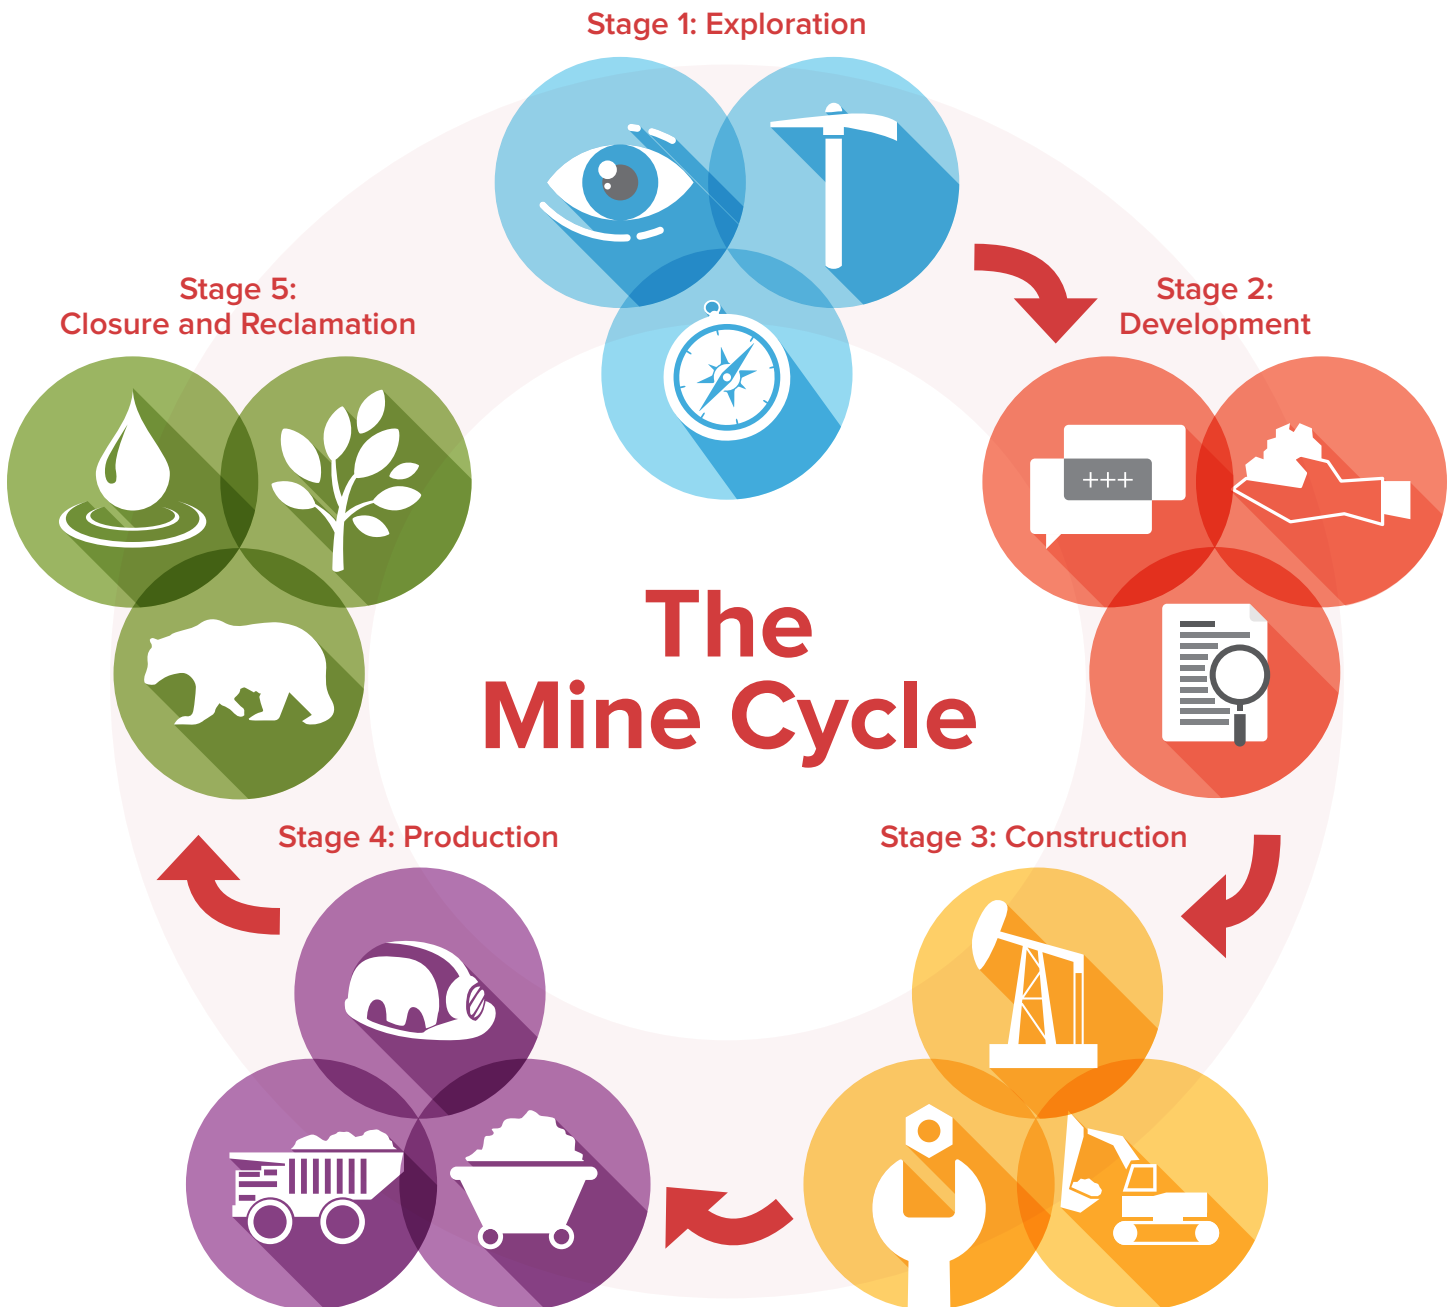 Stage 1: Exploration
Stage 5:
Closure and Reclamation
Stage 2:
Development
+++
The
Mine Cycle
Stage 4: Production
Stage 3: Construction